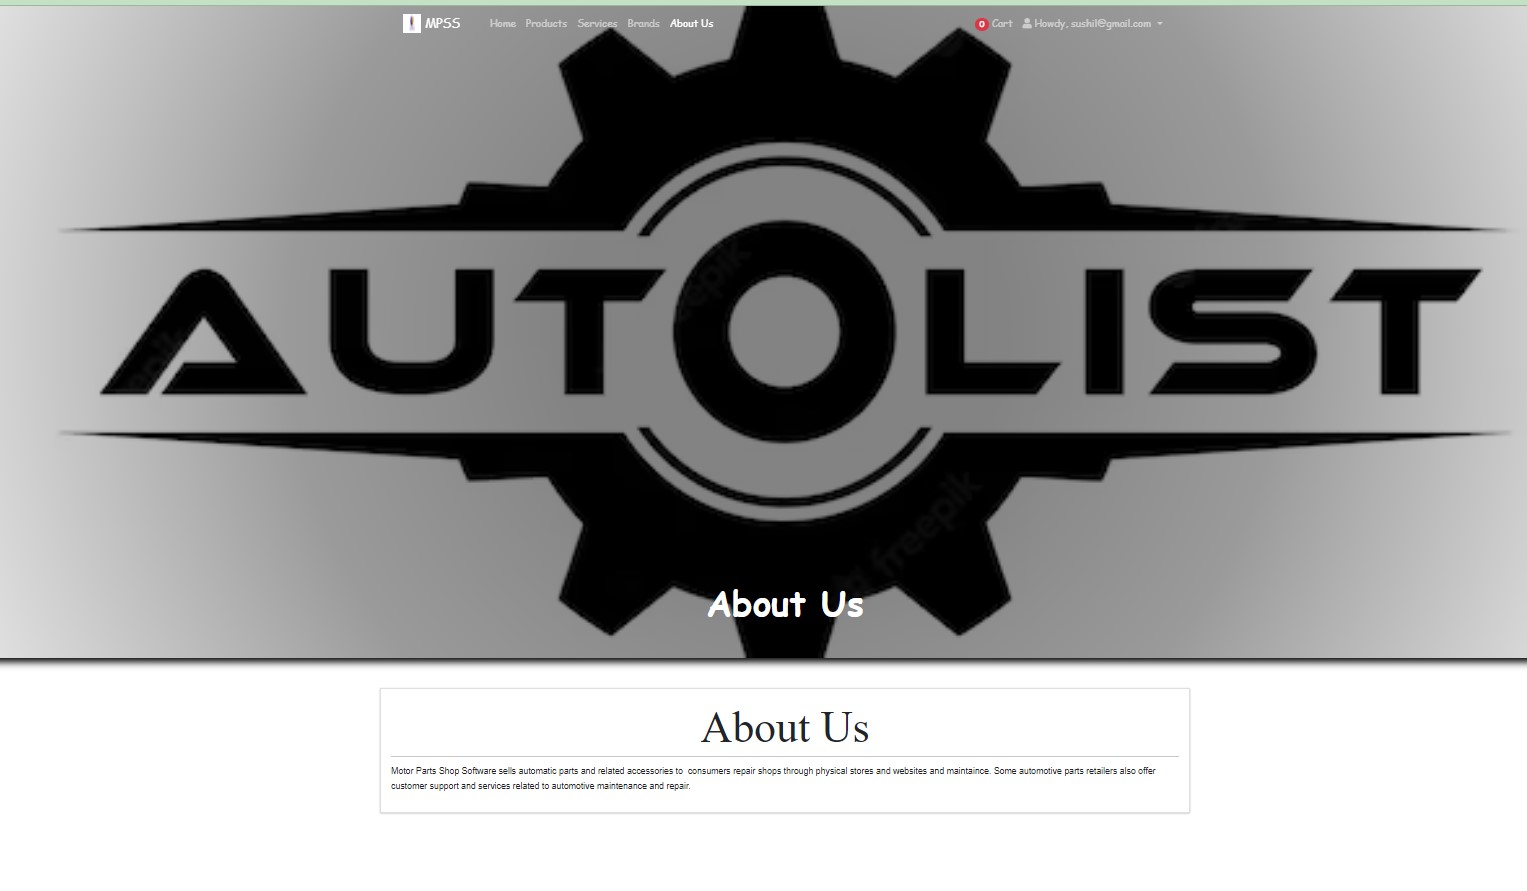 MPSS Home Products Services Brands About Us 0 Cart Howdy, sushil@gmail.com
AUTOLIST
freepik
About Us
About Us
Motor Parts Shop Software sells automatic parts and related accessories to consumers repair shops through physical stores and websites and maintaince. Some automotive parts retailers also offer
customer support and services related to automotive maintenance and repair.